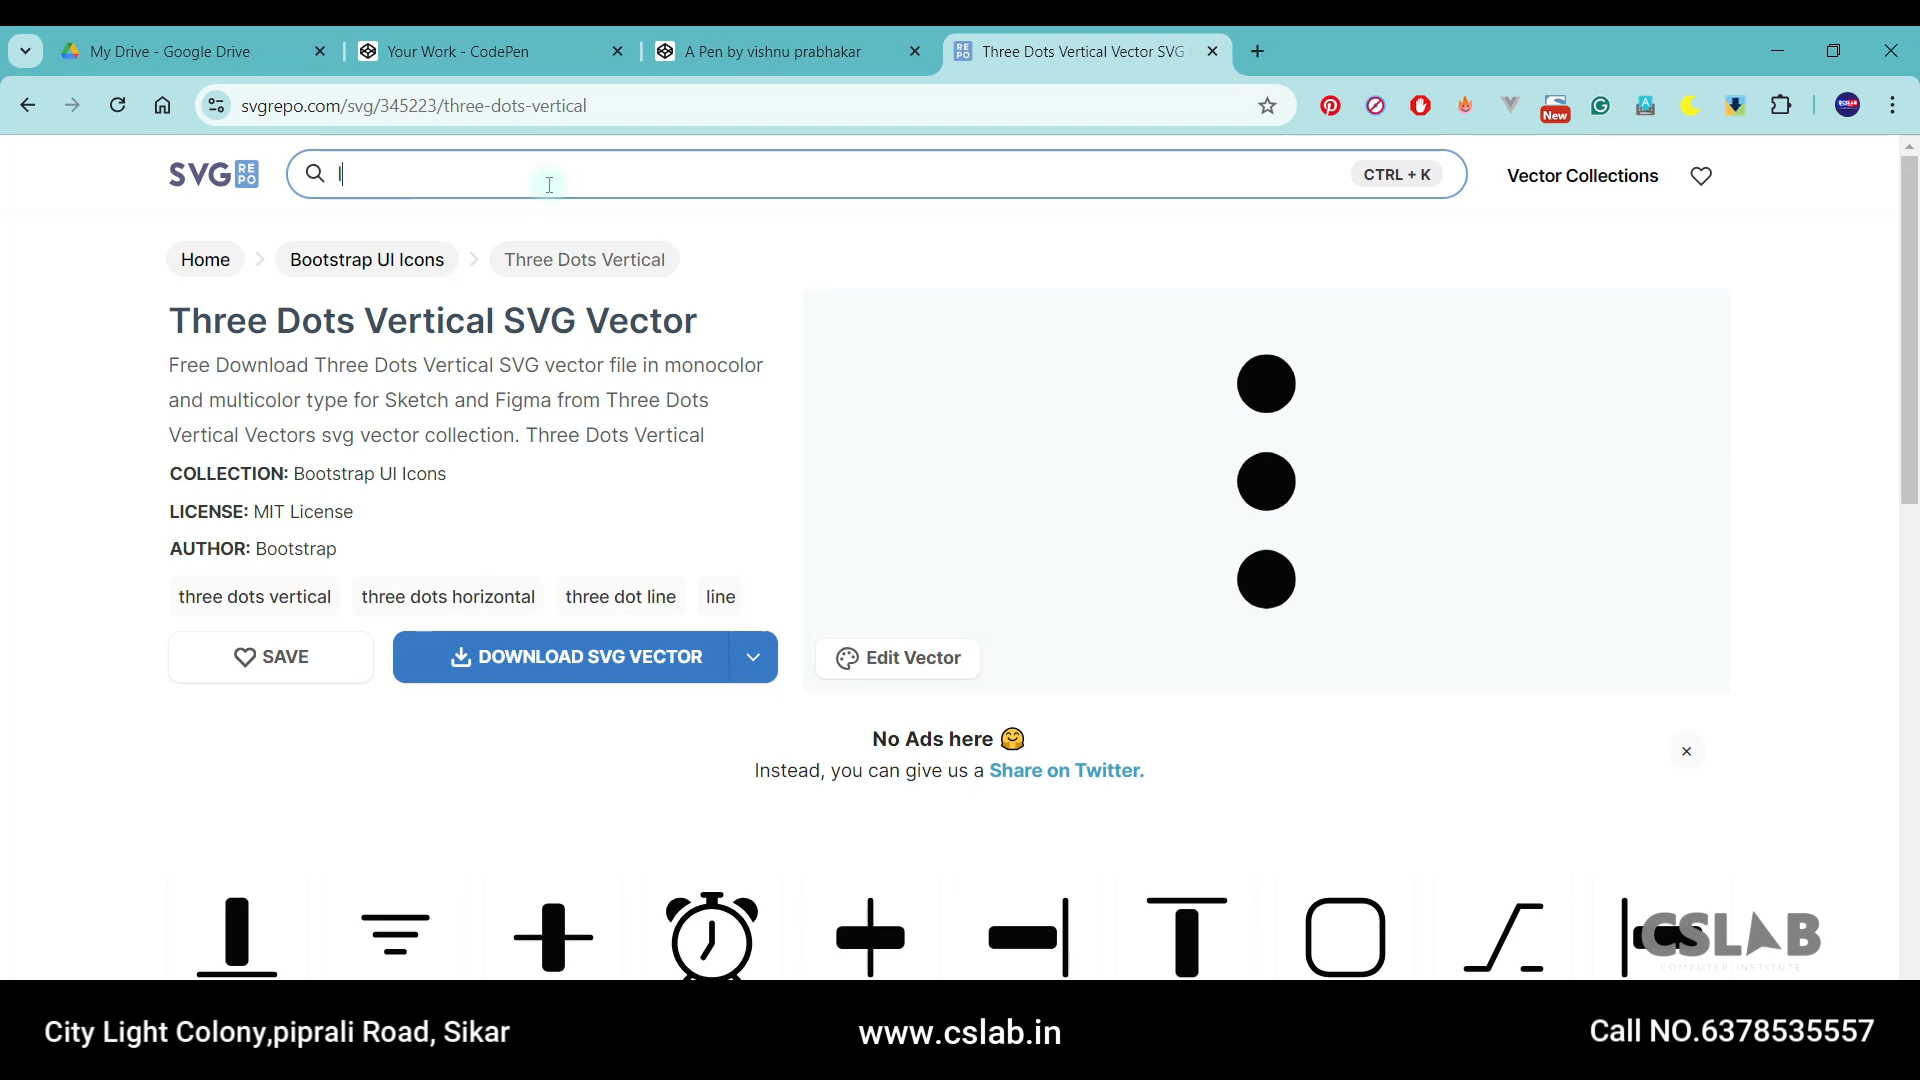 My Drive - Google Drive
Your Work - CodePen
A Pen by vishnu prabhakar
Three Dots Vertical Vector SVG
svgrepo.com/svg/345223/three-dots-vertical
New
SVG REPO
l
CTRL + K
Vector Collections
Home
Bootstrap UI Icons
Three Dots Vertical
Three Dots Vertical SVG Vector
Free Download Three Dots Vertical SVG vector file in monocolor
and multicolor type for Sketch and Figma from Three Dots
Vertical Vectors svg vector collection. Three Dots Vertical
COLLECTION: Bootstrap UI Icons
LICENSE: MIT License
AUTHOR: Bootstrap
three dots vertical
three dots horizontal
three dot line
line
SAVE
DOWNLOAD SVG VECTOR
Edit Vector
No Ads here 🤗
Instead, you can give us a Share on Twitter.
CSLAB
COMPUTER INSTITUTE
City Light Colony,piprali Road, Sikar
www.cslab.in
Call NO.6378535557